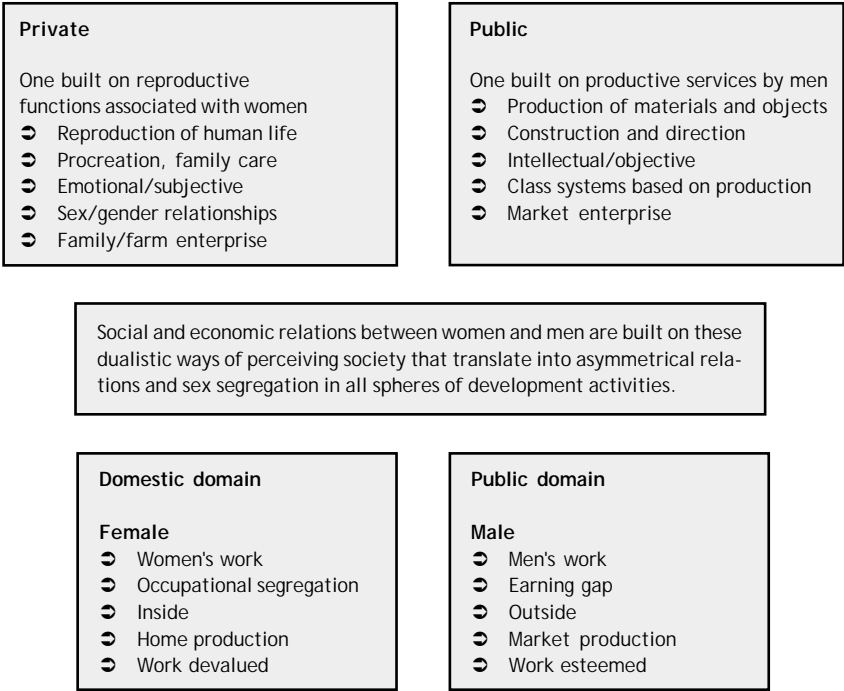 Private
One built on reproductive
functions associated with women
➲ Reproduction of human life
➲ Procreation, family care
➲ Emotional/subjective
➲ Sex/gender relationships
➲ Family/farm enterprise
Public
One built on productive services by men
➲ Production of materials and objects
➲ Construction and direction
➲ Intellectual/objective
➲ Class systems based on production
➲ Market enterprise
Social and economic relations between women and men are built on these
dualistic ways of perceiving society that translate into asymmetrical rela-
tions and sex segregation in all spheres of development activities.
Domestic domain
Female
➲ Women's work
➲ Occupational segregation
➲ Inside
➲ Home production
➲ Work devalued
Public domain
Male
➲ Men's work
➲ Earning gap
➲ Outside
➲ Market production
➲ Work esteemed